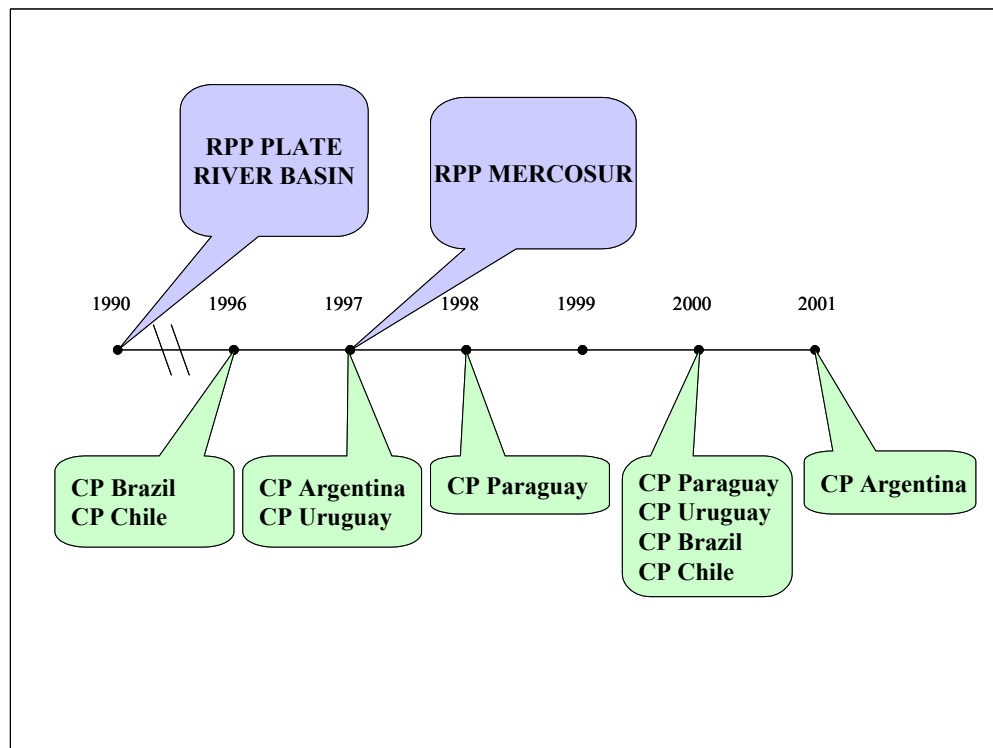 RPP PLATE
RIVER BASIN
RPP MERCOSUR
1990 1996 1997 1998 1999 2000 2001
CP Brazil
CP Chile
CP Argentina
CP Uruguay
CP Paraguay
CP Paraguay
CP Uruguay
CP Brazil
CP Chile
CP Argentina